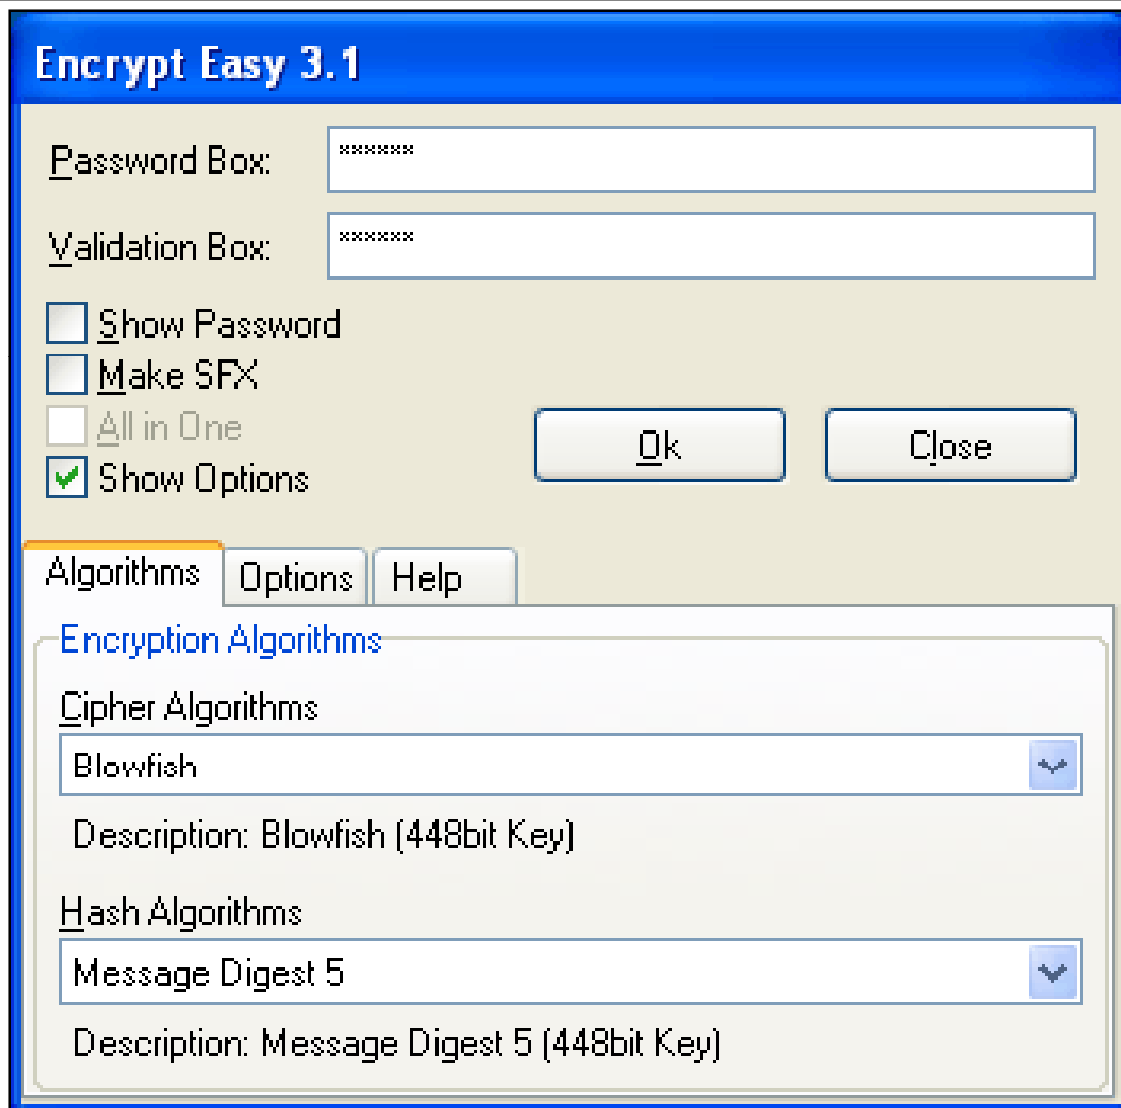 Encrypt Easy 3.1
Password Box: ******
Validation Box: ******
Show Password
Make SFX
All in One
Show Options
Ok Close
Algorithms Options Help
Encryption Algorithms
Cipher Algorithms
Blowfish
Description: Blowfish (448bit Key)
Hash Algorithms
Message Digest 5
Description: Message Digest 5 (448bit Key)